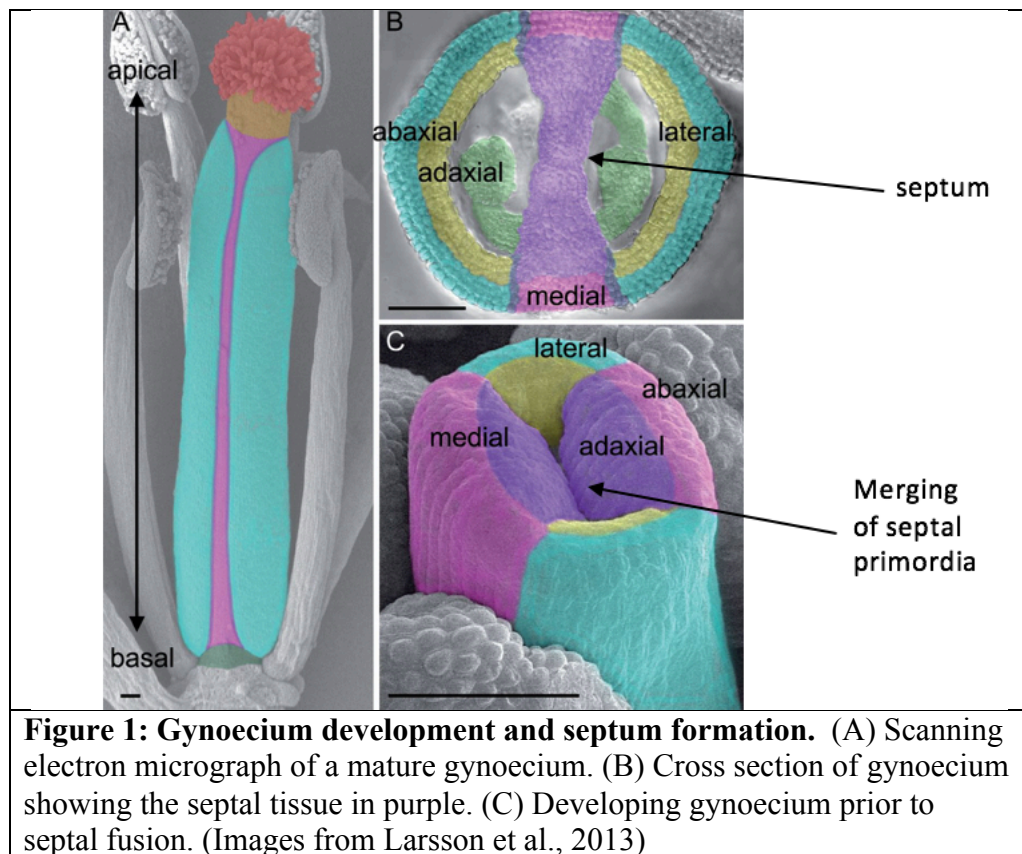 A
apical
basal
B
abaxial
adaxial
lateral
medial
septum
C
lateral
abaxial
medial
adaxial
Merging
of septal
primordia
Figure 1: Gynoecium development and septum formation. (A) Scanning
electron micrograph of a mature gynoecium. (B) Cross section of gynoecium
showing the septal tissue in purple. (C) Developing gynoecium prior to
septal fusion. (Images from Larsson et al., 2013)